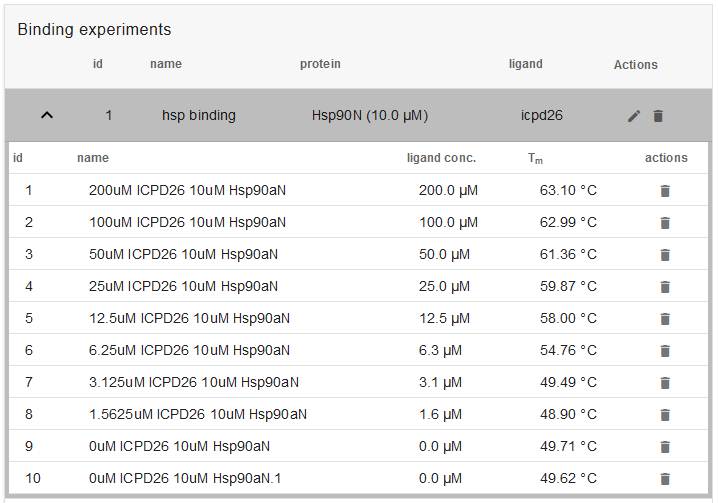 Binding experiments
id name protein ligand Actions
1 hsp binding Hsp90N (10.0 µM) icpd26
id name ligand conc. Tm actions
1 200uM ICPD26 10uM Hsp90aN 200.0 µM 63.10 °C
2 100uM ICPD26 10uM Hsp90aN 100.0 µM 62.99 °C
3 50uM ICPD26 10uM Hsp90aN 50.0 µM 61.36 °C
4 25uM ICPD26 10uM Hsp90aN 25.0 µM 59.87 °C
5 12.5uM ICPD26 10uM Hsp90aN 12.5 µM 58.00 °C
6 6.25uM ICPD26 10uM Hsp90aN 6.3 µM 54.76 °C
7 3.125uM ICPD26 10uM Hsp90aN 3.1 µM 49.49 °C
8 1.5625uM ICPD26 10uM Hsp90aN 1.6 µM 48.90 °C
9 0uM ICPD26 10uM Hsp90aN 0.0 µM 49.71 °C
10 0uM ICPD26 10uM Hsp90aN.1 0.0 µM 49.62 °C